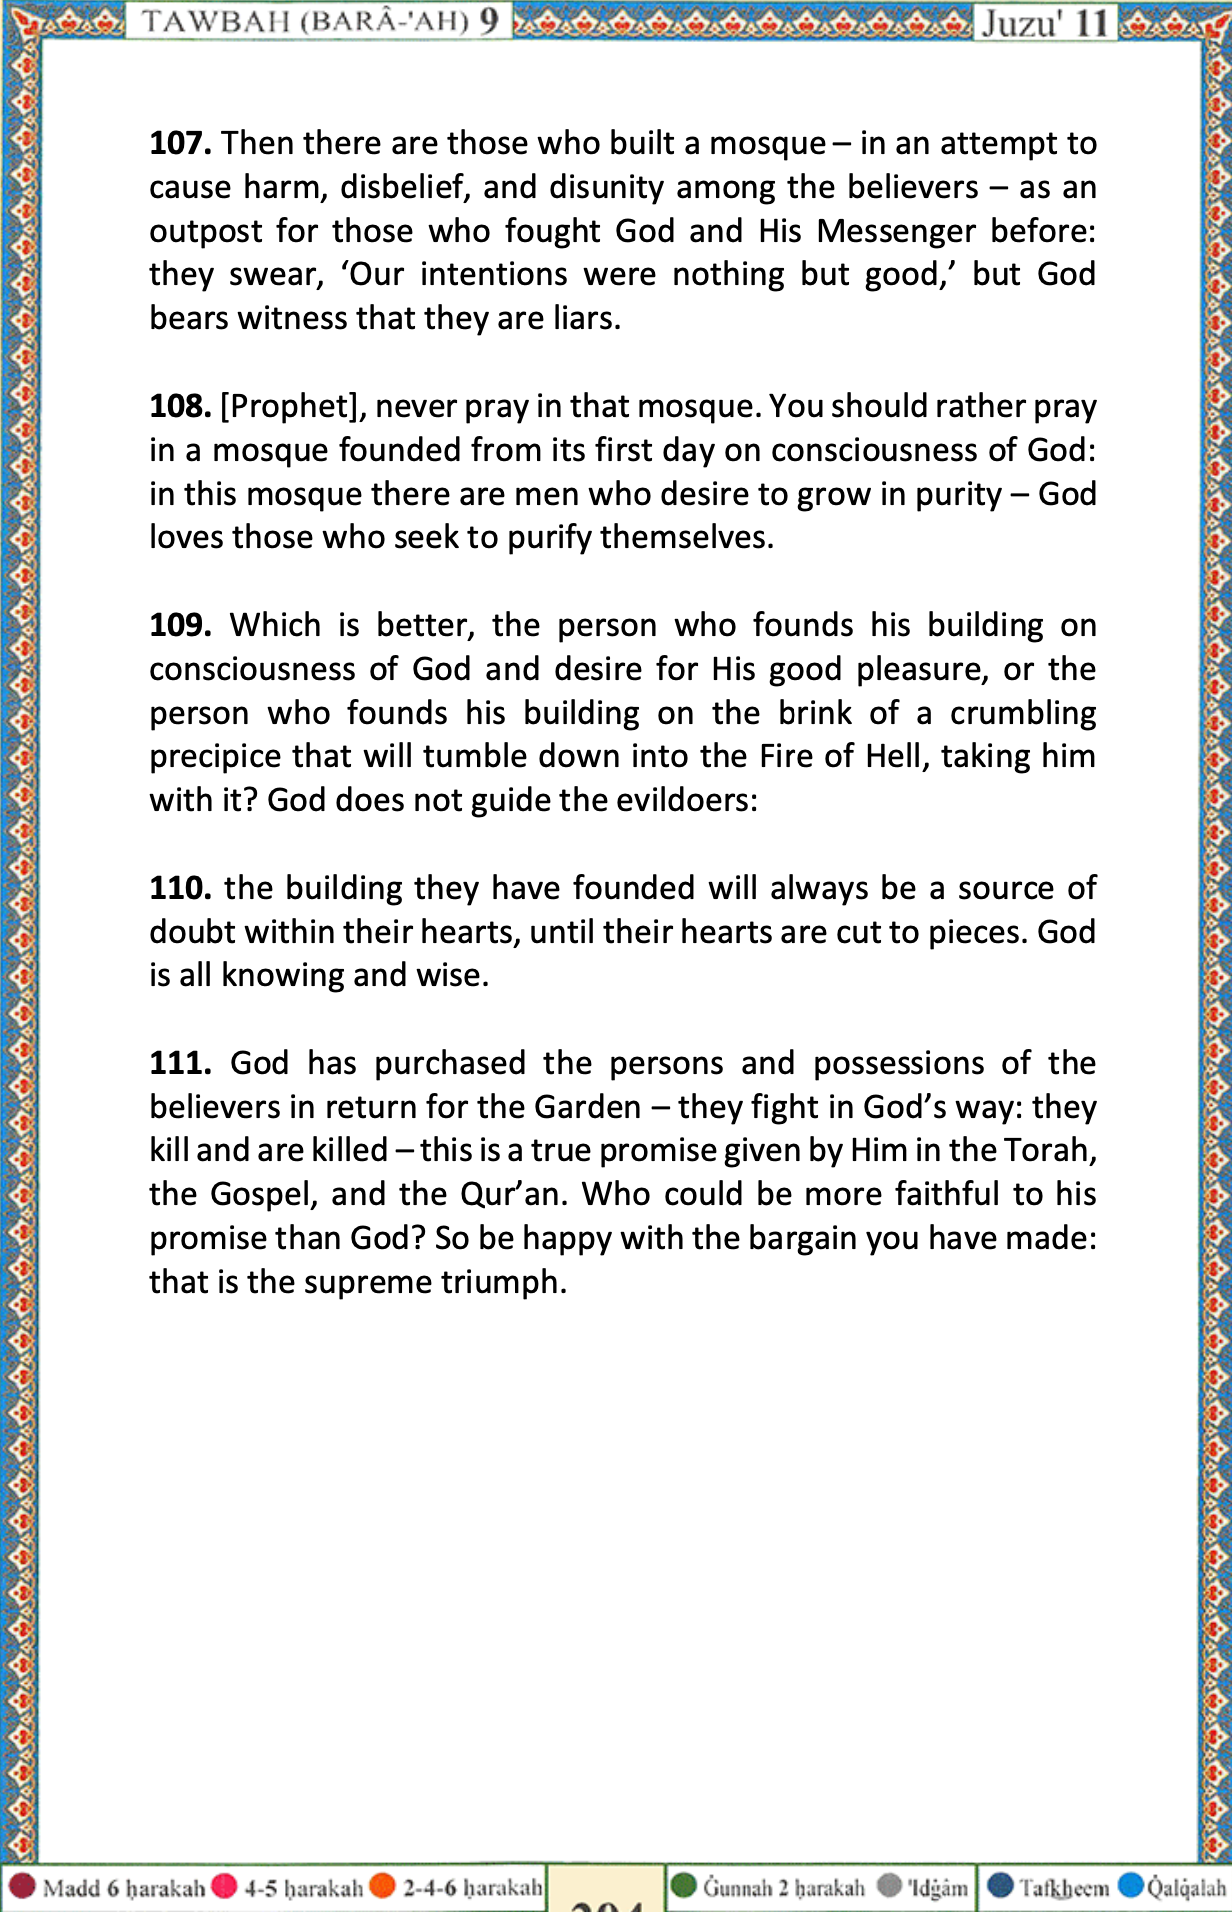 TAWBAH (BARÂ-'AH) 9
Juzu' 11
107. Then there are those who built a mosque – in an attempt to
cause harm, disbelief, and disunity among the believers – as an
outpost for those who fought God and His Messenger before:
they swear, ‘Our intentions were nothing but good,’ but God
bears witness that they are liars.
108. [Prophet], never pray in that mosque. You should rather pray
in a mosque founded from its first day on consciousness of God:
in this mosque there are men who desire to grow in purity – God
loves those who seek to purify themselves.
109. Which is better, the person who founds his building on
consciousness of God and desire for His good pleasure, or the
person who founds his building on the brink of a crumbling
precipice that will tumble down into the Fire of Hell, taking him
with it? God does not guide the evildoers:
110. the building they have founded will always be a source of
doubt within their hearts, until their hearts are cut to pieces. God
is all knowing and wise.
111. God has purchased the persons and possessions of the
believers in return for the Garden – they fight in God’s way: they
kill and are killed – this is a true promise given by Him in the Torah,
the Gospel, and the Qur’an. Who could be more faithful to his
promise than God? So be happy with the bargain you have made:
that is the supreme triumph.
Madd 6 ḥarakah 4-5 ḥarakah 2-4-6 ḥarakah
204
Ġunnah 2 ḥarakah 'Idġâm
Tafkheem Qalqalah